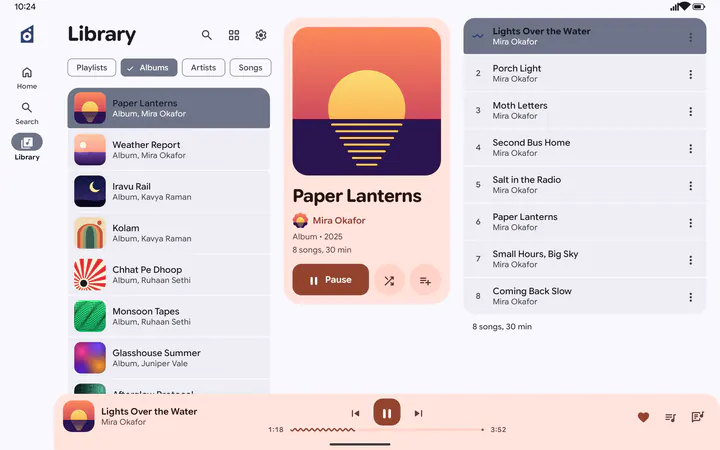 10:24
Library
Home
Search
Library
Playlists
Albums
Artists
Songs
Paper Lanterns
Album, Mira Okafor
Weather Report
Album, Mira Okafor
Iravu Rail
Album, Kavya Raman
Kolam
Album, Kavya Raman
Chhat Pe Dhoop
Album, Ruhaan Sethi
Monsoon Tapes
Album, Ruhaan Sethi
Glasshouse Summer
Album, Juniper Vale
Afterglow Protocol
Paper Lanterns
Mira Okafor
Album • 2025
8 songs, 30 min
Pause
Lights Over the Water
Mira Okafor
2 Porch Light
Mira Okafor
3 Moth Letters
Mira Okafor
4 Second Bus Home
Mira Okafor
5 Salt in the Radio
Mira Okafor
6 Paper Lanterns
Mira Okafor
7 Small Hours, Big Sky
Mira Okafor
8 Coming Back Slow
Mira Okafor
8 songs, 30 min
Lights Over the Water
Mira Okafor
1:18
3:52